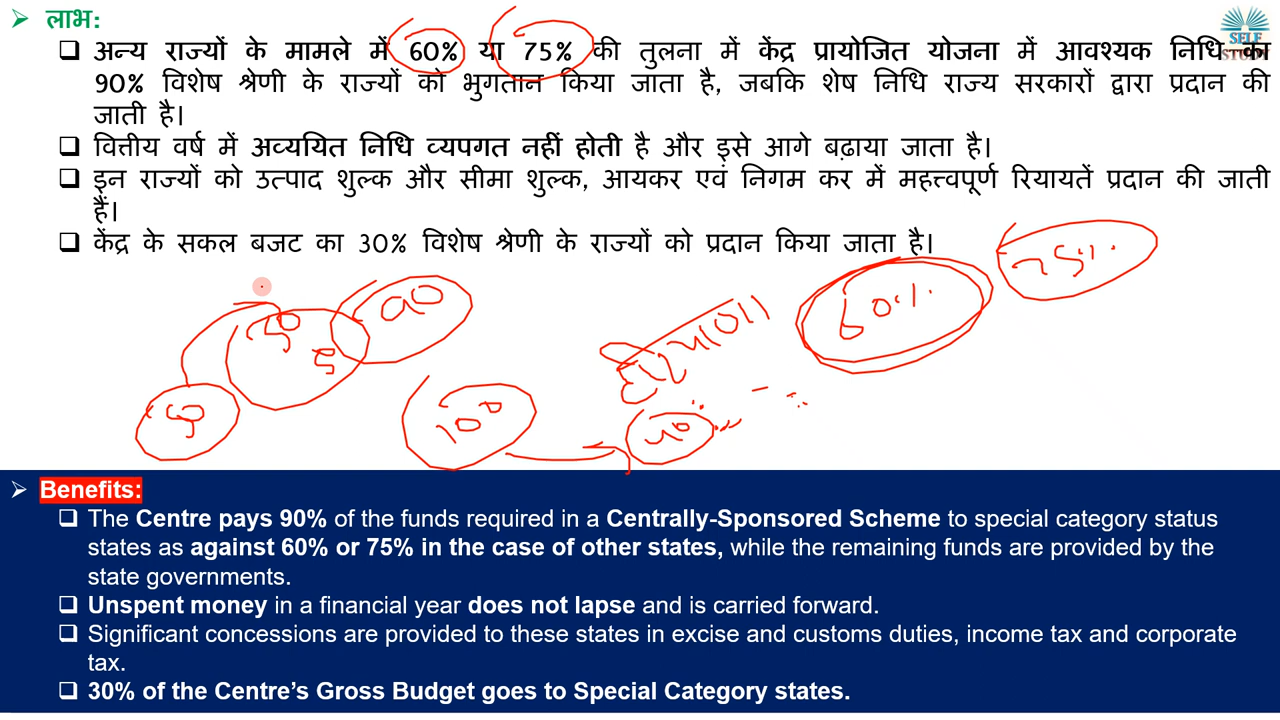 ➢ लाभ:
❑ अन्य राज्यों के मामले में 60% या 75% की तुलना में केंद्र प्रायोजित योजना में आवश्यक निधि का
90% विशेष श्रेणी के राज्यों को भुगतान किया जाता है, जबकि शेष निधि राज्य सरकारों द्वारा प्रदान की
जाती है।
❑ वित्तीय वर्ष में अव्ययित निधि व्यपगत नहीं होती है और इसे आगे बढ़ाया जाता है।
❑ इन राज्यों को उत्पाद शुल्क और सीमा शुल्क, आयकर एवं निगम कर में महत्त्वपूर्ण रियायतें प्रदान की जाती
हैं।
❑ केंद्र के सकल बजट का 30% विशेष श्रेणी के राज्यों को प्रदान किया जाता है।
SELF
STUDY
75%
60%
90
100
➢ Benefits:
❑ The Centre pays 90% of the funds required in a Centrally-Sponsored Scheme to special category status
states as against 60% or 75% in the case of other states, while the remaining funds are provided by the
state governments.
❑ Unspent money in a financial year does not lapse and is carried forward.
❑ Significant concessions are provided to these states in excise and customs duties, income tax and corporate
tax.
❑ 30% of the Centre’s Gross Budget goes to Special Category states.